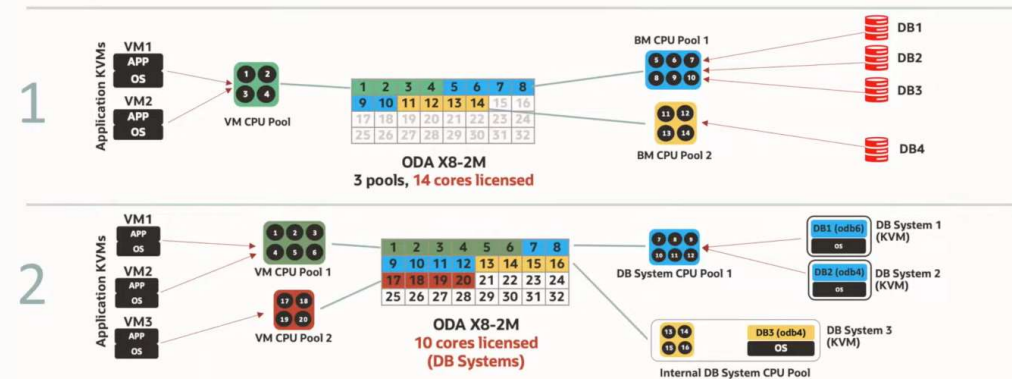 1
Application KVMs
VM1
APP
OS
VM2
APP
OS
1 2
3 4
VM CPU Pool
1 2 3 4 5 6 7 8
9 10 11 12 13 14 15 16
17 18 19 20 21 22 23 24
25 26 27 28 29 30 31 32
ODA X8-2M
3 pools, 14 cores licensed
BM CPU Pool 1
5 6 7
8 9 10
11 12
13 14
BM CPU Pool 2
DB1
DB2
DB3
DB4
2
Application KVMs
VM1
APP
OS
VM2
APP
OS
VM3
APP
OS
1 2 3
4 5 6
VM CPU Pool 1
17 18
19 20
VM CPU Pool 2
1 2 3 4 5 6 7 8
9 10 11 12 13 14 15 16
17 18 19 20 21 22 23 24
25 26 27 28 29 30 31 32
ODA X8-2M
10 cores licensed
(DB Systems)
7 8 9
10 11 12
DB System CPU Pool 1
DB1 (odb6)
OS
DB System 1
(KVM)
DB2 (odb4)
OS
DB System 2
(KVM)
13 14
15 16
DB3 (odb4)
OS
DB System 3
(KVM)
Internal DB System CPU Pool